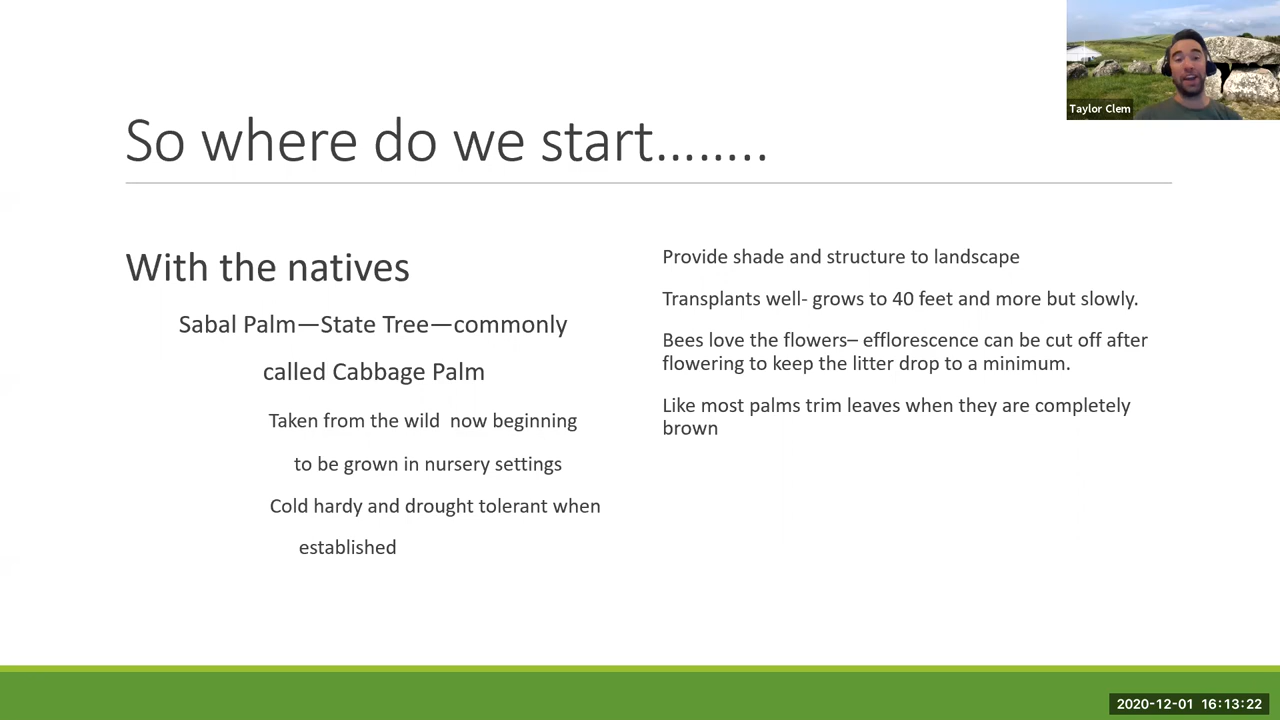 Taylor Clem
So where do we start........
With the natives
Sabal Palm—State Tree—commonly
called Cabbage Palm
Taken from the wild  now beginning
to be grown in nursery settings
Cold hardy and drought tolerant when
established
Provide shade and structure to landscape
Transplants well- grows to 40 feet and more but slowly.
Bees love the flowers– efflorescence can be cut off after
flowering to keep the litter drop to a minimum.
Like most palms trim leaves when they are completely
brown
2020-12-01 16:13:22